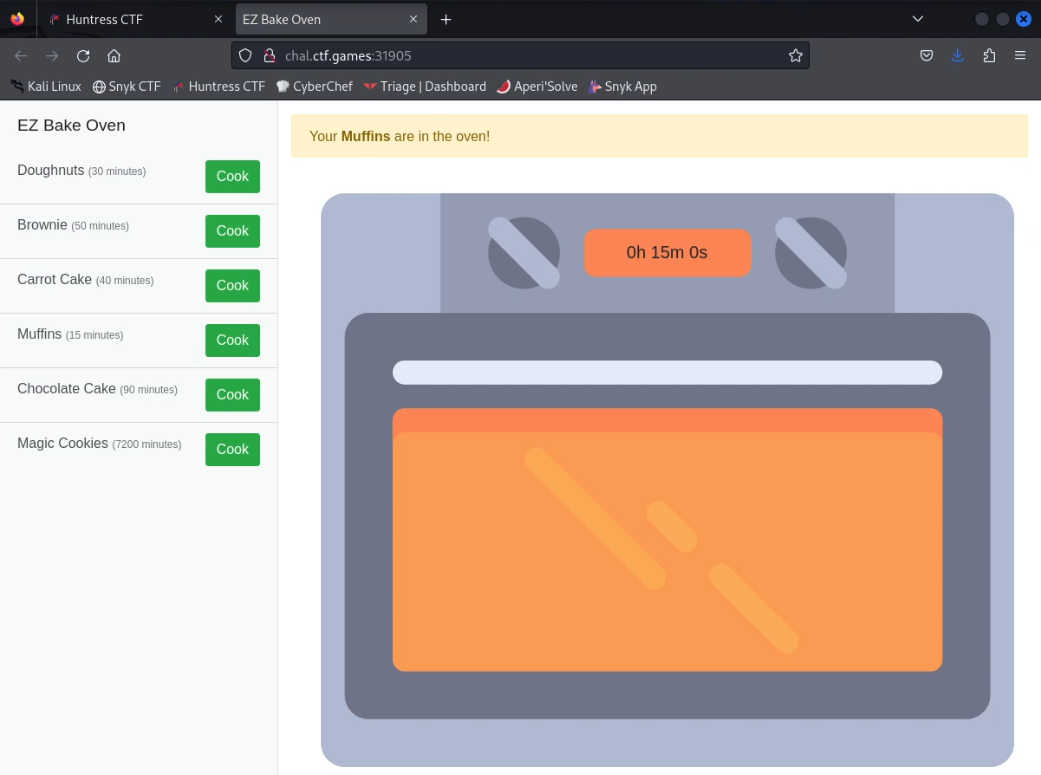 Huntress CTF
EZ Bake Oven
chal.ctf.games:31905
Kali Linux Snyk CTF Huntress CTF CyberChef Triage | Dashboard Aperi'Solve Snyk App
EZ Bake Oven
Doughnuts (30 minutes) Cook
Brownie (50 minutes) Cook
Carrot Cake (40 minutes) Cook
Muffins (15 minutes) Cook
Chocolate Cake (90 minutes) Cook
Magic Cookies (7200 minutes) Cook
Your Muffins are in the oven!
0h 15m 0s